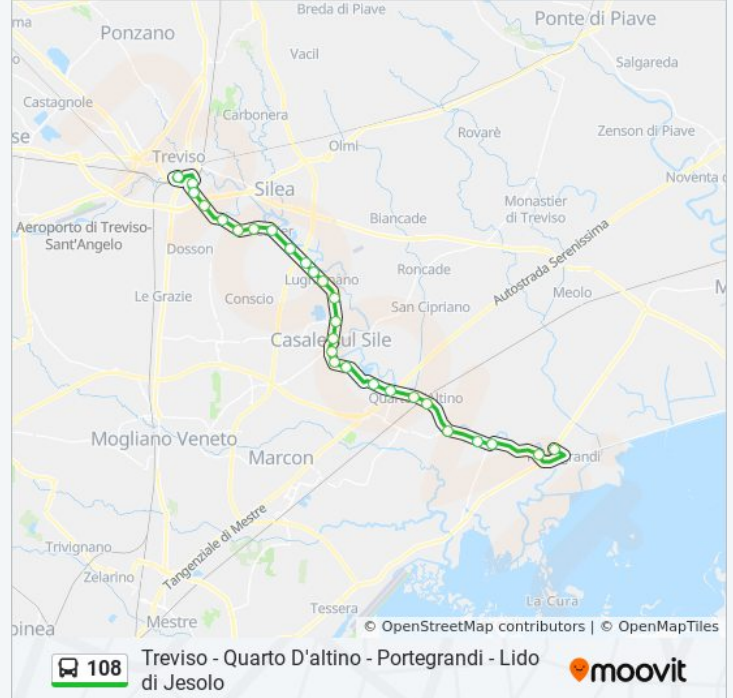 Breda di Piave
Ponte di Piave
Ponzano
Vacil
Salgareda
Castagnole
Carbonera
Rovarè
Zenson di Piave
Olmi
Treviso
Silea
Noventa
Monastier
di Treviso
Biancade
Aeroporto di Treviso-
Sant'Angelo
Dosson
Autostrada Serenissima
Roncade
Le Grazie
Conscio
Meolo
San Cipriano
Casale sul Sile
Mogliano Veneto
Marcon
Tangenziale di Mestre
Trivignano
Zelarino
Tessera
La Cura
Mestre
© OpenStreetMap contributors | © OpenMapTiles
108
Treviso - Quarto D'altino - Portegrandi - Lido
di Jesolo
moovit